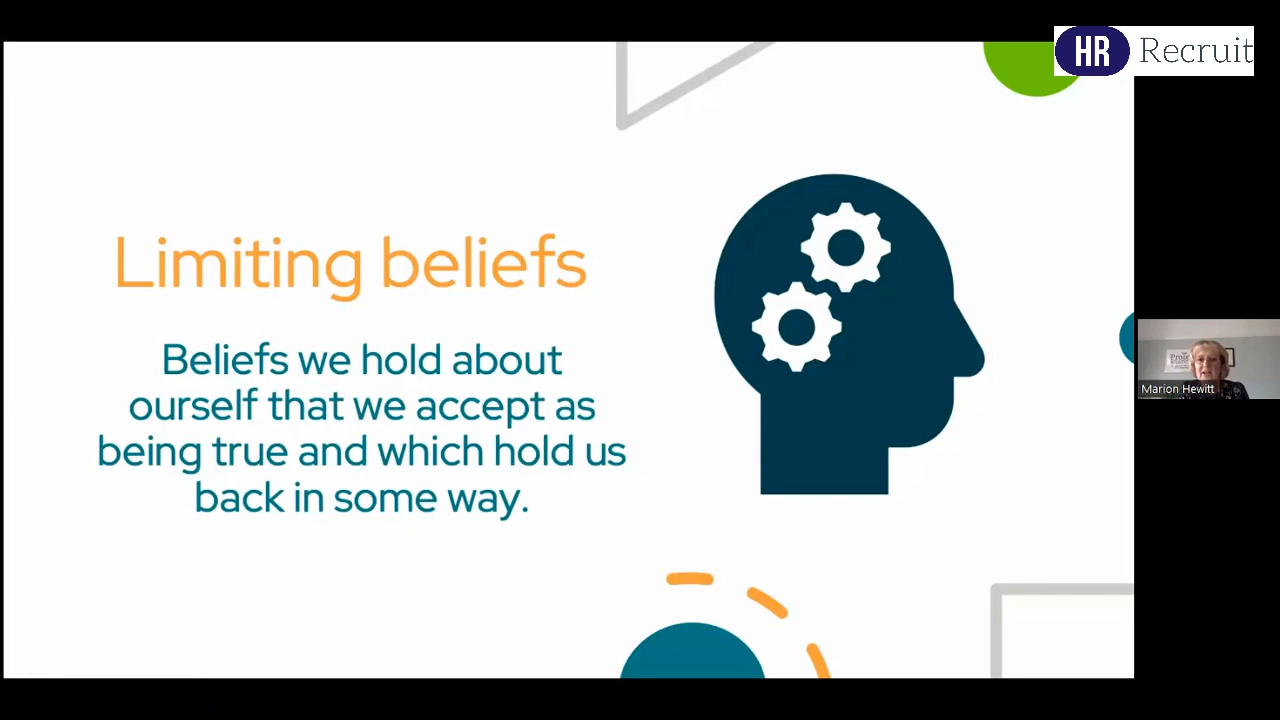 HR Recruit
Limiting beliefs
Beliefs we hold about
ourself that we accept as
being true and which hold us
back in some way.
Marion Hewitt